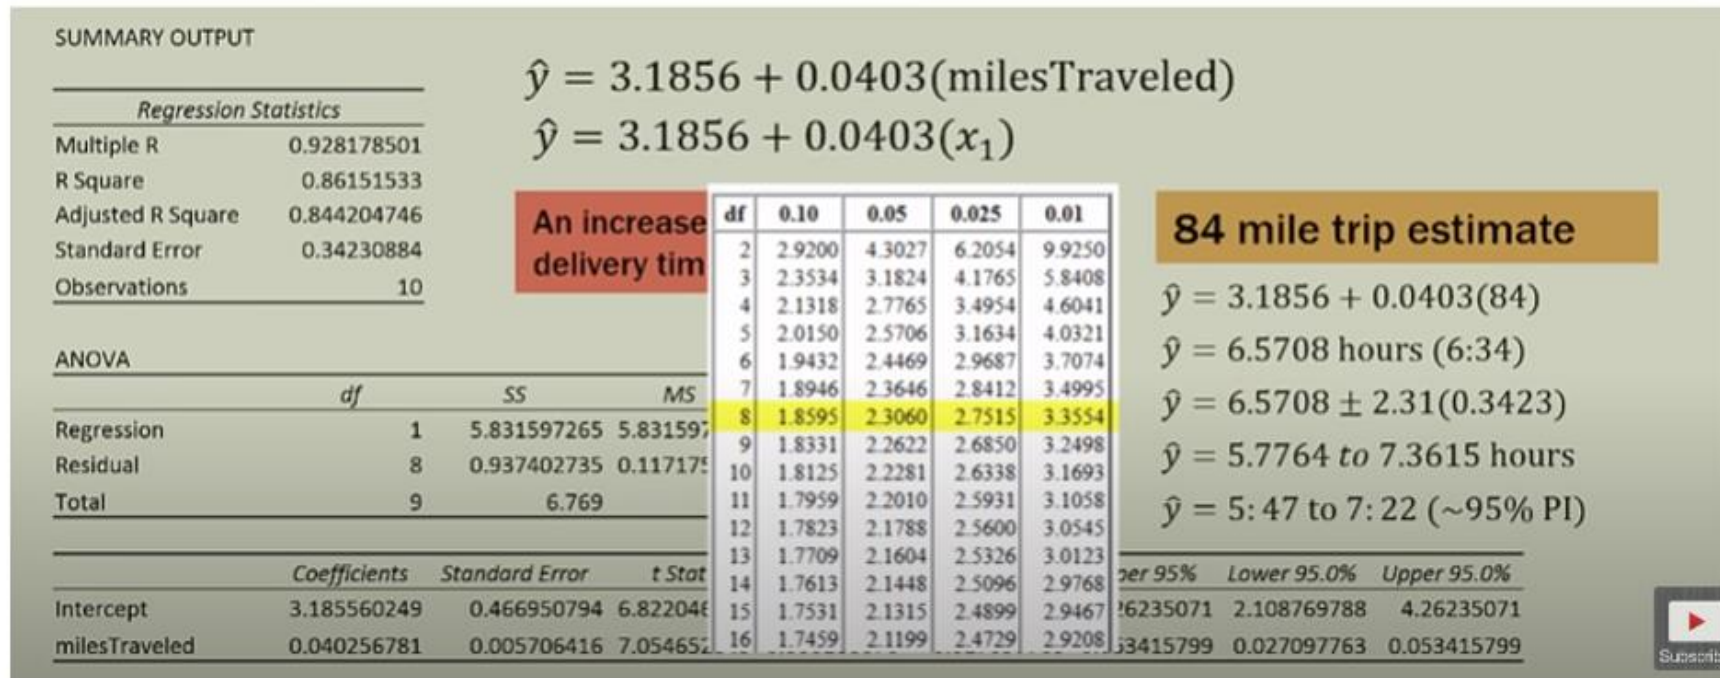 SUMMARY OUTPUT
Regression Statistics
Multiple R 0.928178501
R Square 0.86151533
Adjusted R Square 0.844204746
Standard Error 0.34230884
Observations 10
ŷ = 3.1856 + 0.0403(milesTraveled)
ŷ = 3.1856 + 0.0403(x₁)
An increase
delivery tim
df 0.10 0.05 0.025 0.01
2 2.9200 4.3027 6.2054 9.9250
3 2.3534 3.1824 4.1765 5.8408
4 2.1318 2.7765 3.4954 4.6041
5 2.0150 2.5706 3.1634 4.0321
6 1.9432 2.4469 2.9687 3.7074
7 1.8946 2.3646 2.8412 3.4995
8 1.8595 2.3060 2.7515 3.3554
9 1.8331 2.2622 2.6850 3.2498
10 1.8125 2.2281 2.6338 3.1693
11 1.7959 2.2010 2.5931 3.1058
12 1.7823 2.1788 2.5600 3.0545
13 1.7709 2.1604 2.5326 3.0123
14 1.7613 2.1448 2.5096 2.9768
15 1.7531 2.1315 2.4899 2.9467
16 1.7459 2.1199 2.4729 2.9208
84 mile trip estimate
ŷ = 3.1856 + 0.0403(84)
ŷ = 6.5708 hours (6:34)
ŷ = 6.5708 ± 2.31(0.3423)
ŷ = 5.7764 to 7.3615 hours
ŷ = 5:47 to 7:22 (~95% PI)
ANOVA
df SS MS
Regression 1 5.831597265 5.831597
Residual 8 0.937402735 0.117175
Total 9 6.769
Coefficients Standard Error t Stat per 95% Lower 95.0% Upper 95.0%
Intercept 3.185560249 0.466950794 6.822046 26235071 2.108769788 4.26235071
milesTraveled 0.040256781 0.005706416 7.054652 53415799 0.027097763 0.053415799
Subscrib